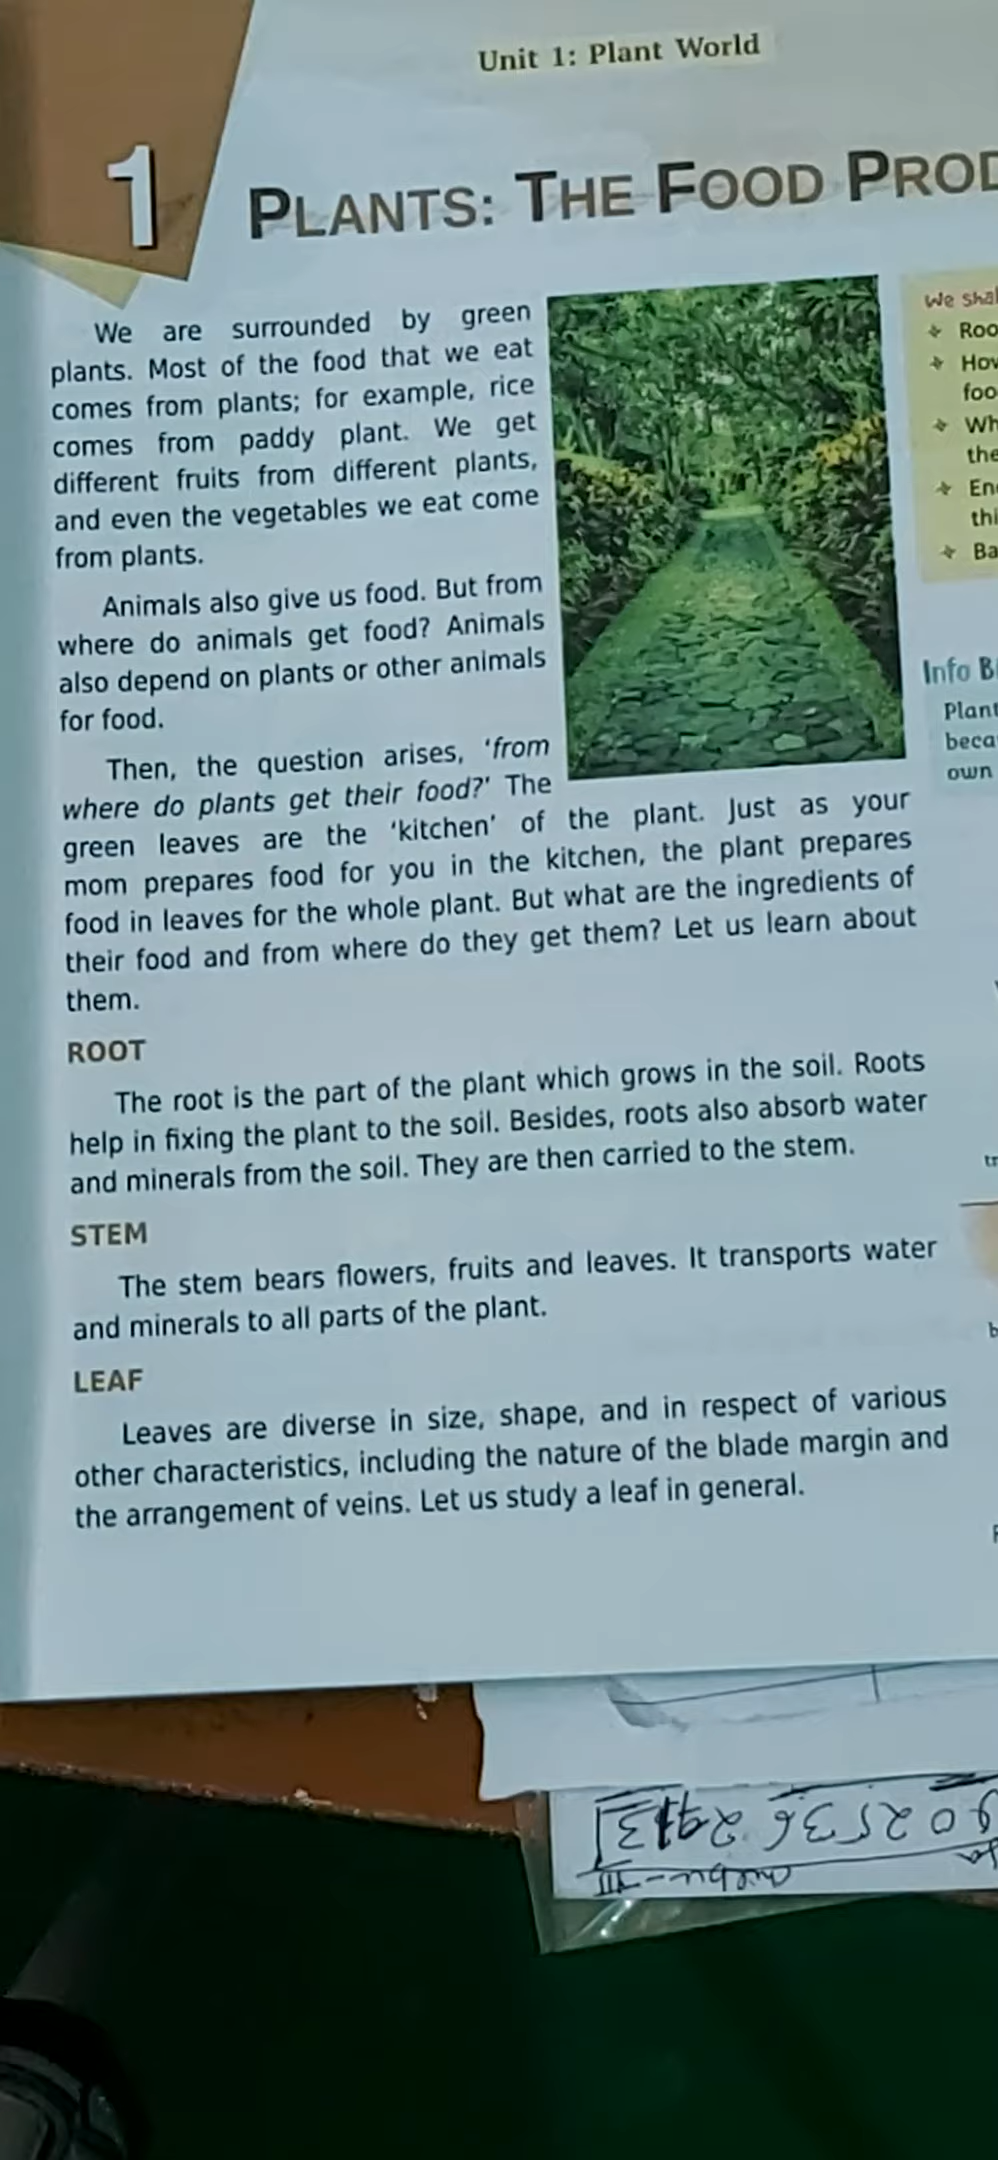 Unit 1: Plant World
1
PLANTS: THE FOOD
We are surrounded by green
plants. Most of the food that we eat
comes from plants; for example, rice
comes from paddy plant. We get
different fruits from different plants,
and even the vegetables we eat come
from plants.
Animals also give us food. But from
where do animals get food? Animals
also depend on plants or other animals
for food.
Then, the question arises, 'from
where do plants get their food?' The
green leaves are the 'kitchen' of the plant. Just as your
mom prepares food for you in the kitchen, the plant prepares
food in leaves for the whole plant. But what are the ingredients of
their food and from where do they get them? Let us learn about
them.
ROOT
The root is the part of the plant which grows in the soil. Roots
help in fixing the plant to the soil. Besides, roots also absorb water
and minerals from the soil. They are then carried to the stem.
STEM
The stem bears flowers, fruits and leaves. It transports water
and minerals to all parts of the plant.
LEAF
Leaves are diverse in size, shape, and in respect of various
other characteristics, including the nature of the blade margin and
the arrangement of veins. Let us study a leaf in general.
We
the
Info
own